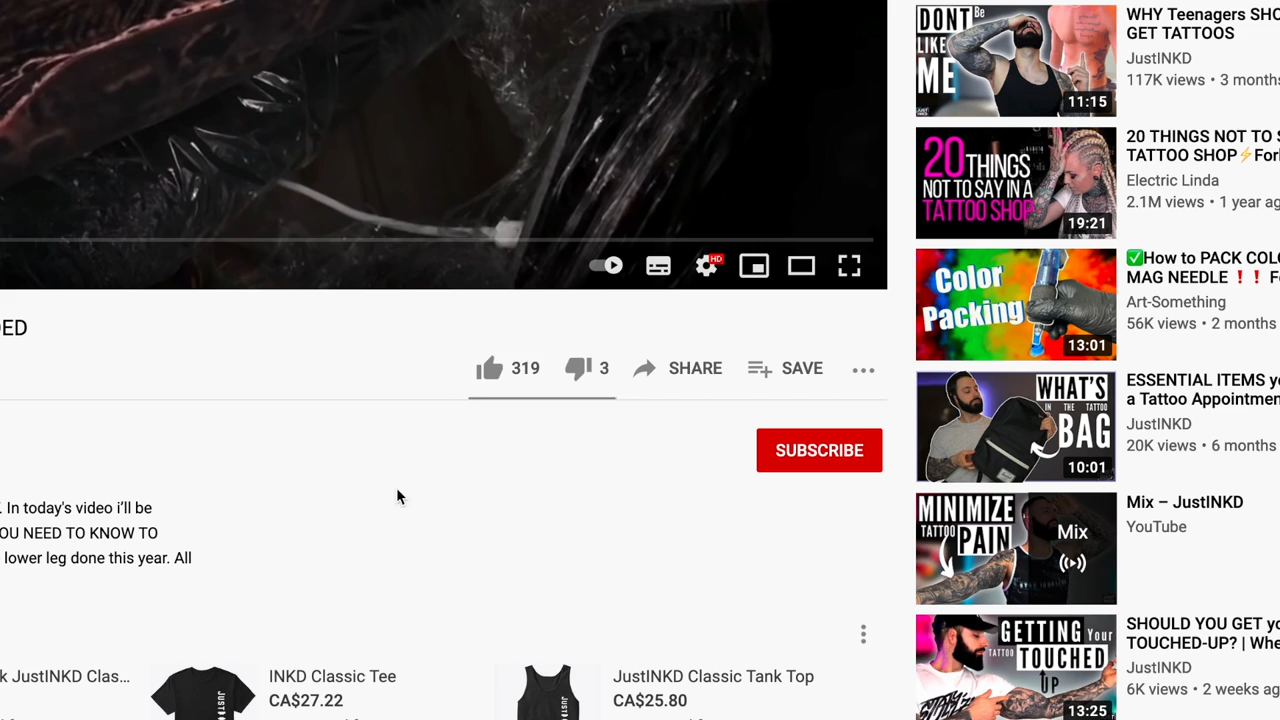 HD
DED
319
3
SHARE
SAVE
SUBSCRIBE
In today's video i'll be
YOU NEED TO KNOW TO
lower leg done this year. All
k JustINKD Clas...
INKD Classic Tee
CA$27.22
JustINKD Classic Tank Top
CA$25.80
DONT Be
LIKE
ME
11:15
WHY Teenagers SHO
GET TATTOOS
JustINKD
117K views • 3 months
20 THINGS
NOT TO SAY IN A
TATTOO SHOP
19:21
20 THINGS NOT TO S
TATTOO SHOP⚡Forb
Electric Linda
2.1M views • 1 year ag
Color
Packing
13:01
✅How to PACK COLO
MAG NEEDLE ❗❗ Fo
Art-Something
56K views • 2 months
WHAT'S
IN THE TATTOO
BAG
10:01
ESSENTIAL ITEMS yo
a Tattoo Appointmen
JustINKD
20K views • 6 months
MINIMIZE
TATTOO PAIN
Mix
Mix – JustINKD
YouTube
GETTING Your
TATTOO TOUCHED
UP
13:25
SHOULD YOU GET yo
TOUCHED-UP? | Whe
JustINKD
6K views • 2 weeks ag